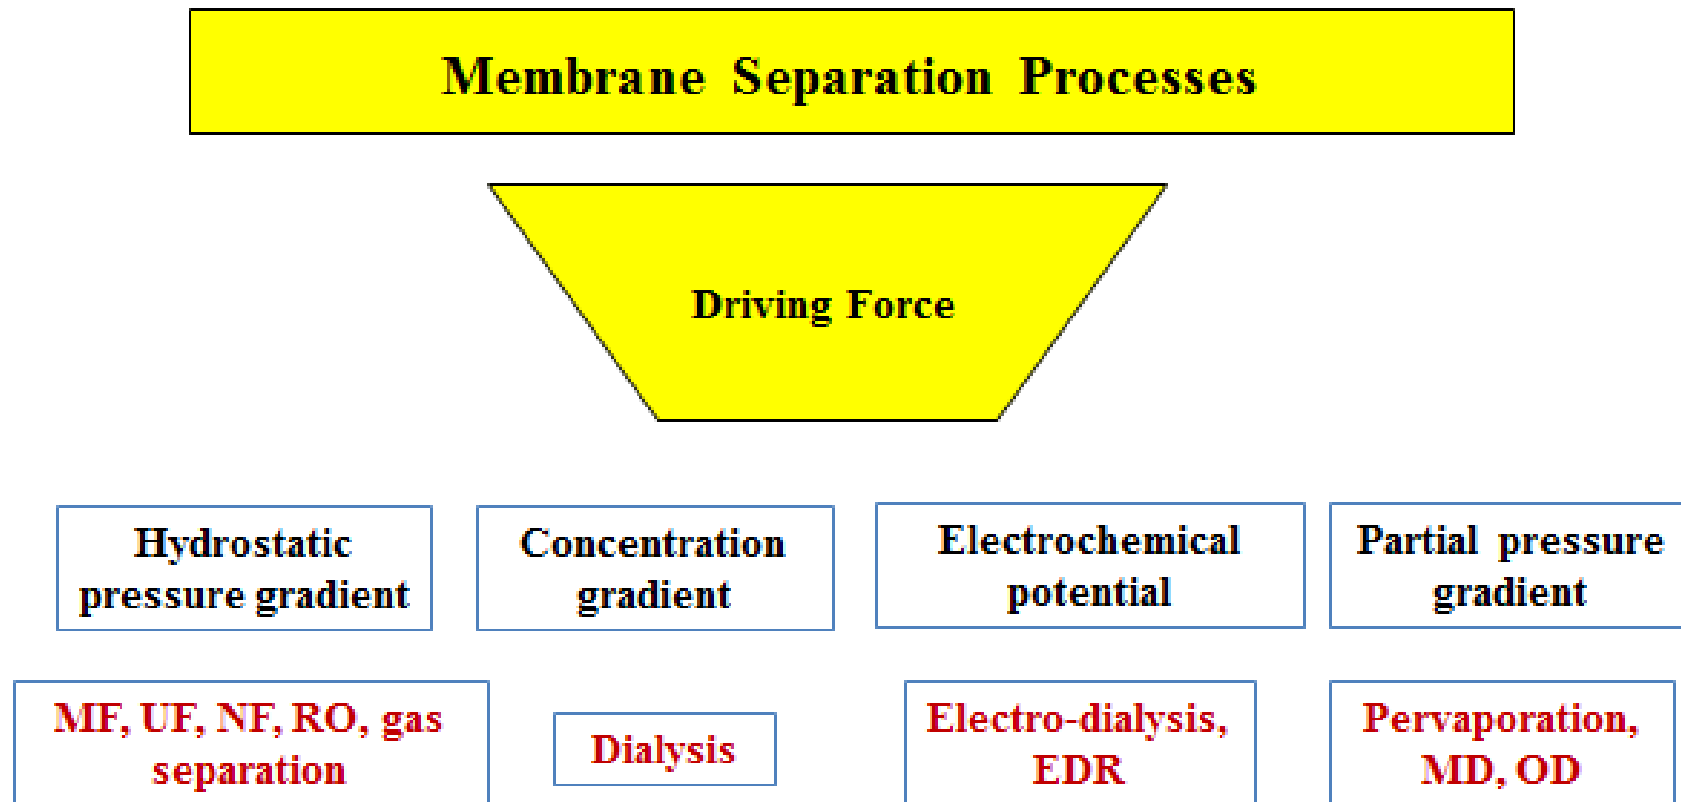 Membrane Separation Processes
Driving Force
Hydrostatic
pressure gradient
Concentration
gradient
Electrochemical
potential
Partial pressure
gradient
MF, UF, NF, RO, gas
separation
Dialysis
Electro-dialysis,
EDR
Pervaporation,
MD, OD